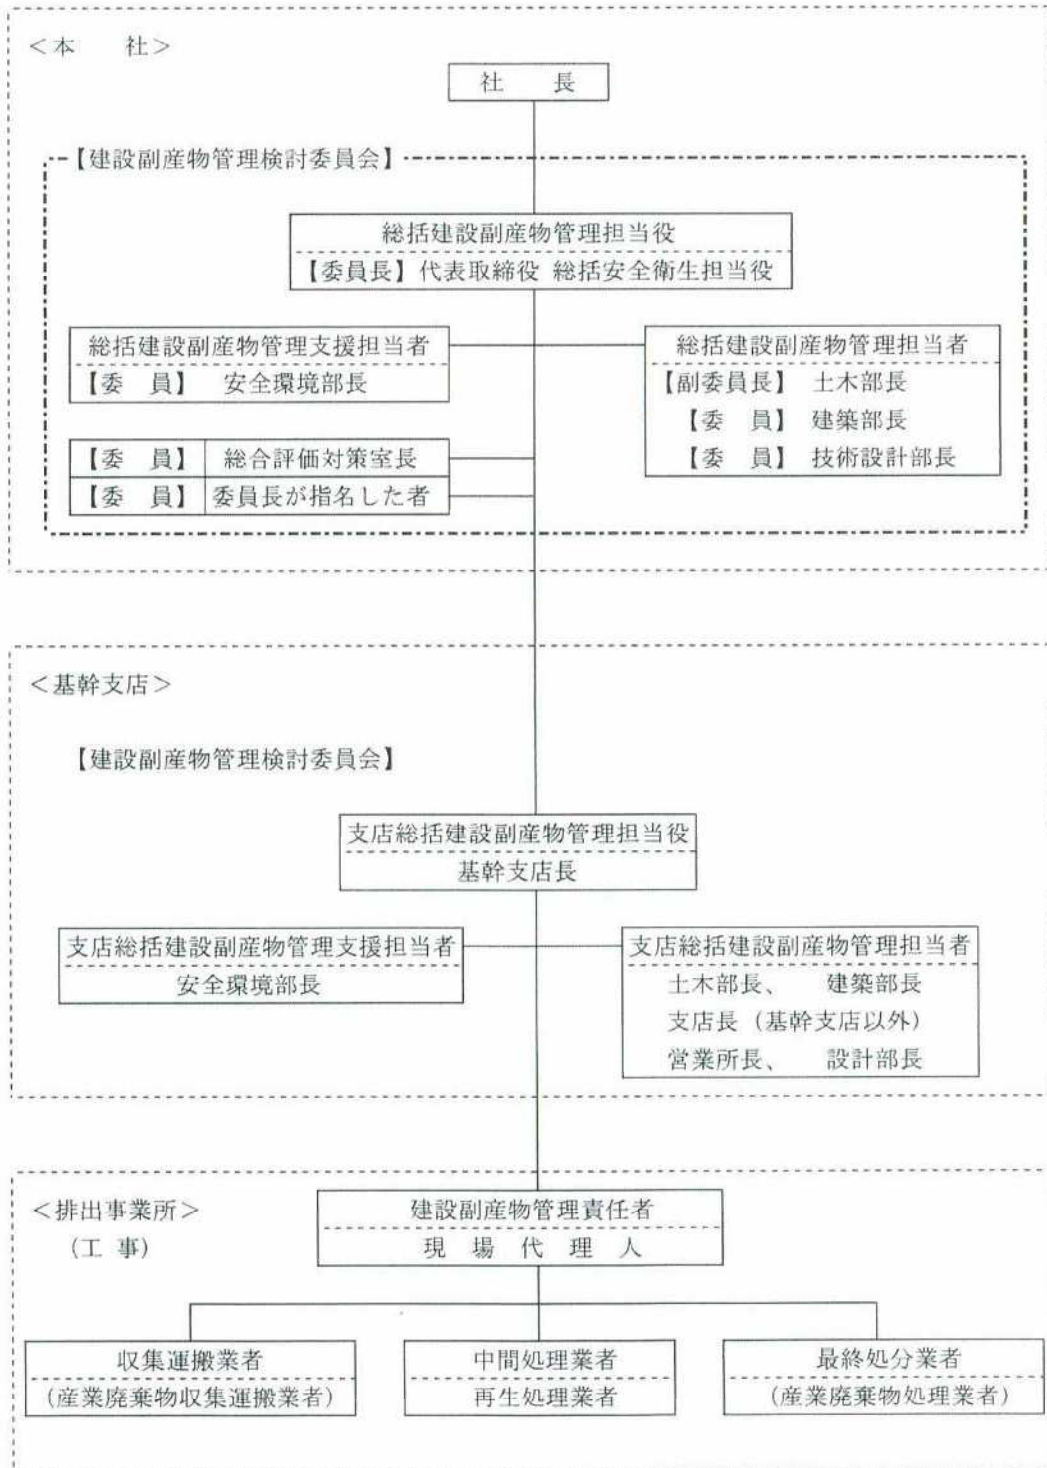 ＜本　　社＞
社　　長
【建設副産物管理検討委員会】
総括建設副産物管理担当役
【委員長】代表取締役 総括安全衛生担当役
総括建設副産物管理支援担当者
【委　員】　安全環境部長
総括建設副産物管理担当者
【副委員長】　土木部長
【委　員】　建築部長
【委　員】　技術設計部長
【委　員】 総合評価対策室長
【委　員】 委員長が指名した者
＜基幹支店＞
【建設副産物管理検討委員会】
支店総括建設副産物管理担当役
基幹支店長
支店総括建設副産物管理支援担当者
安全環境部長
支店総括建設副産物管理担当者
土木部長、　　建築部長
支店長（基幹支店以外）
営業所長、　　設計部長
＜排出事業所＞
（工 事）
建設副産物管理責任者
現　場　代　理　人
収集運搬業者
（産業廃棄物収集運搬業者）
中間処理業者
再生処理業者
最終処分業者
（産業廃棄物処理業者）